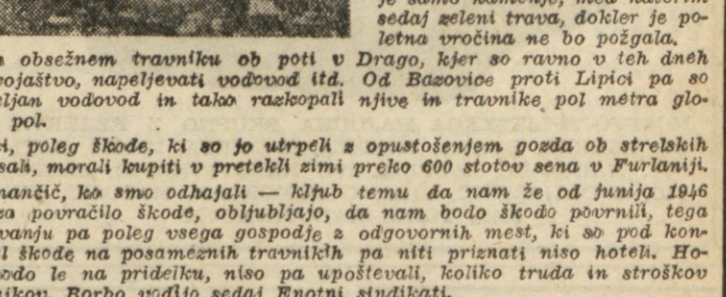 je samo kamenje, med katerim
sedaj zeleni trava, dokler je po-
letna vročina ne bo požgala.
obsežnem travniku ob poti v Drago, kjer so ravno v teh dneh
vojaštvo, napeljevati vodovod itd. Od Bazovice proti Lipici pa so
eljan vodovod in tako razkopali njive in travnike pol metra glo-
pol.
i, poleg škode, ki so jo utrpeli z opustošenjem gozda ob strelskih
sali, morali kupiti v pretekli zimi preko 600 stotov sena v Furlaniji.
mančič, ko smo odhajali — kljub temu da nam že od junija 1946
za povračilo škode, obljubljajo, da nam bodo škodo povrnili, tega
vanju pa poleg vsega gospodje z odgovornih mest, ki so pod kon-
l škode na posameznih travnikih pa niti priznati niso hoteli. Ho-
odo le na pridelku, niso pa upoštevali, koliko truda in stroškov
nikov. Borbo vodijo sedaj Enotni sindikati.